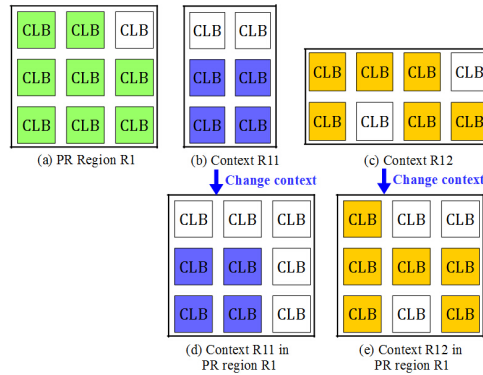 CLB CLB CLB
CLB CLB CLB
CLB CLB CLB
(a) PR Region R1
CLB CLB
CLB CLB
CLB CLB
(b) Context R11
CLB CLB CLB CLB
CLB CLB CLB CLB
(c) Context R12
Change context
Change context
CLB CLB CLB
CLB CLB CLB
CLB CLB CLB
(d) Context R11 in
PR region R1
CLB CLB CLB
CLB CLB CLB
CLB CLB CLB
(e) Context R12 in
PR region R1